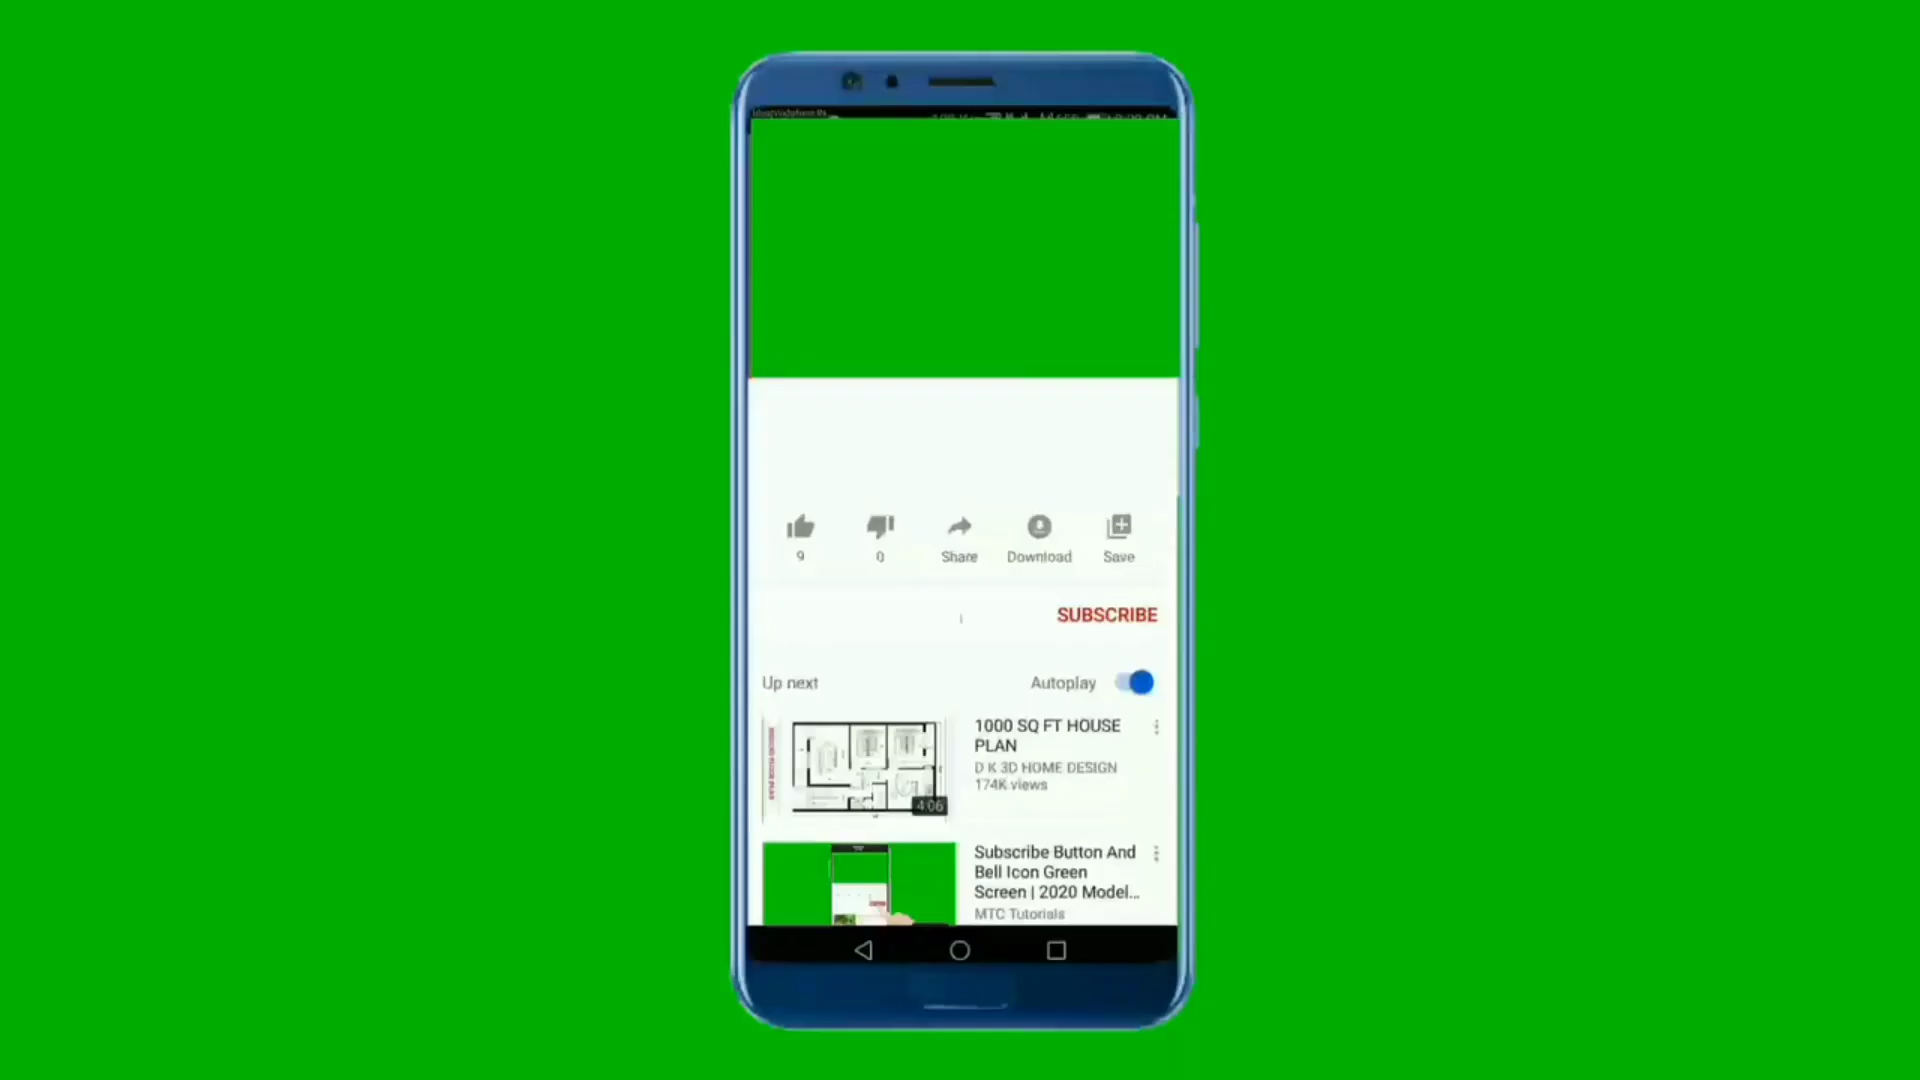 9
0
Share
Download
Save
SUBSCRIBE
Up next
Autoplay
1000 SQ FT HOUSE
PLAN
D K 3D HOME DESIGN
174K views
4:06
Subscribe Button And
Bell Icon Green
Screen | 2020 Model...
MTC Tutorials